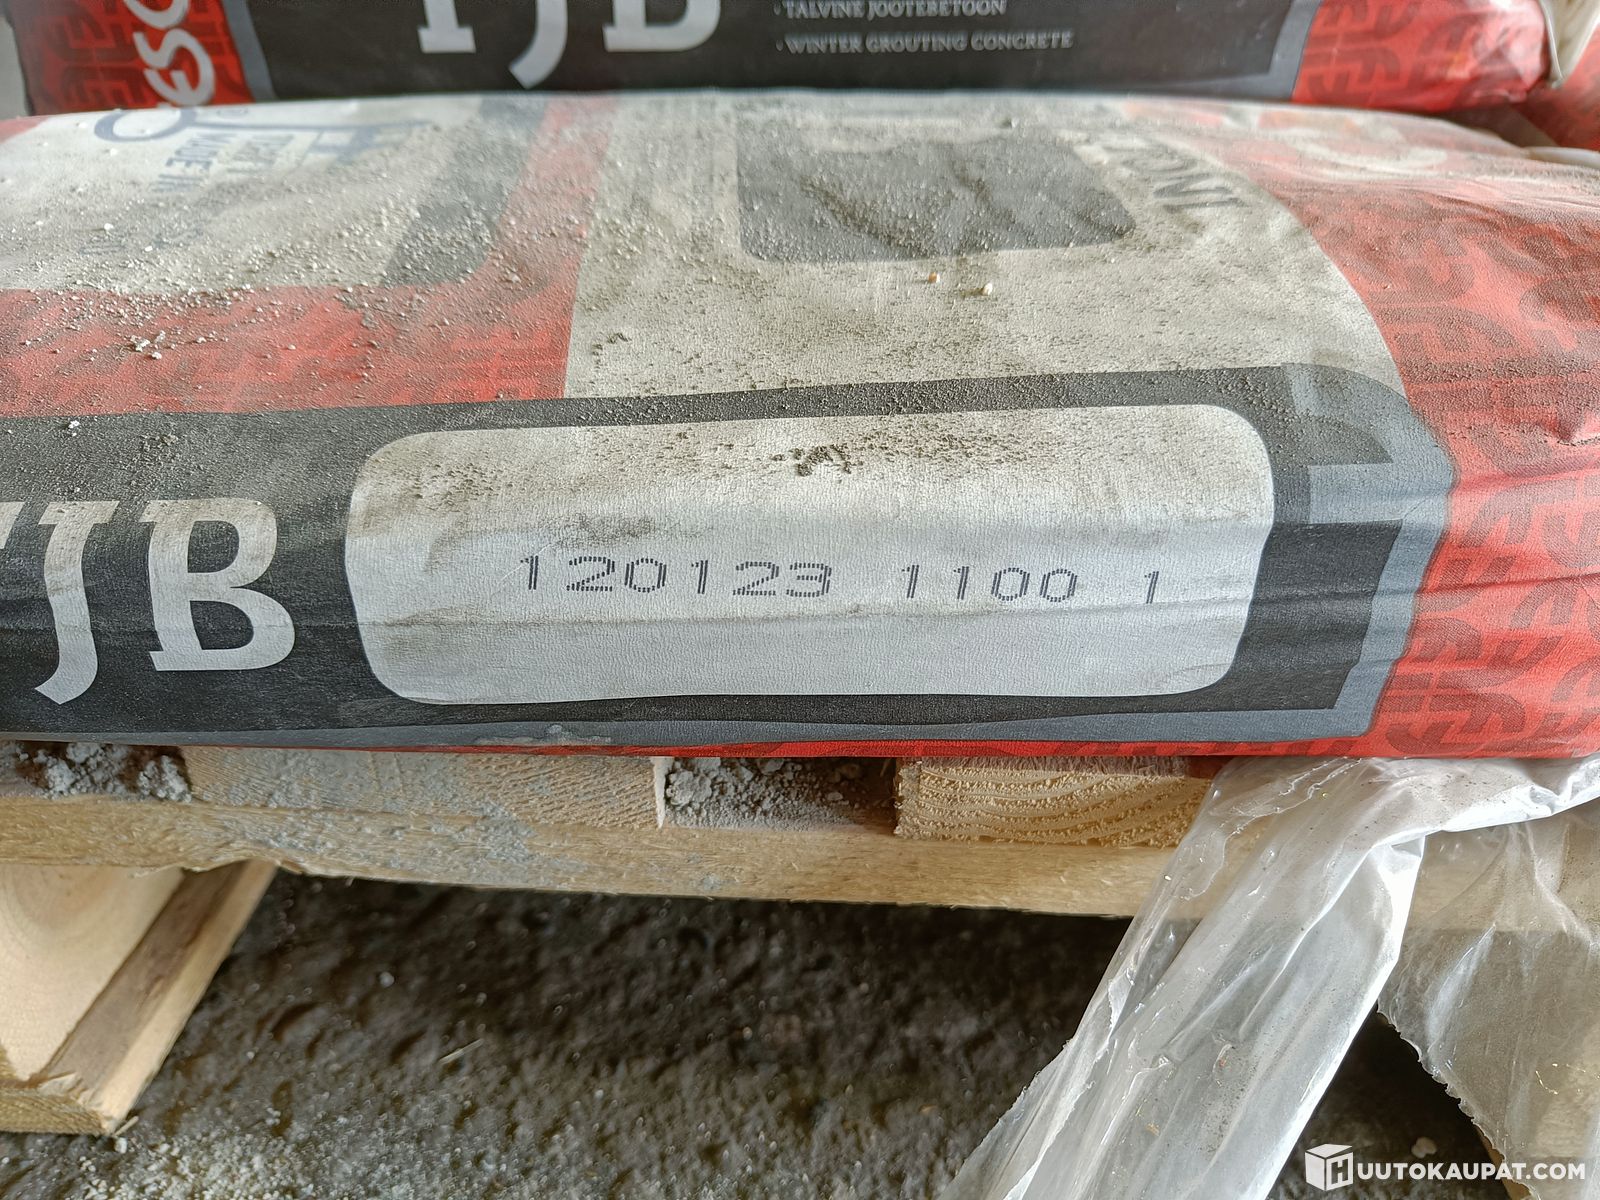 TJB
· TALVINE JOOTEBETOON
· WINTER GROUTING CONCRETE
TJB
120123 1100 1
HUUTOKAUPAT.COM